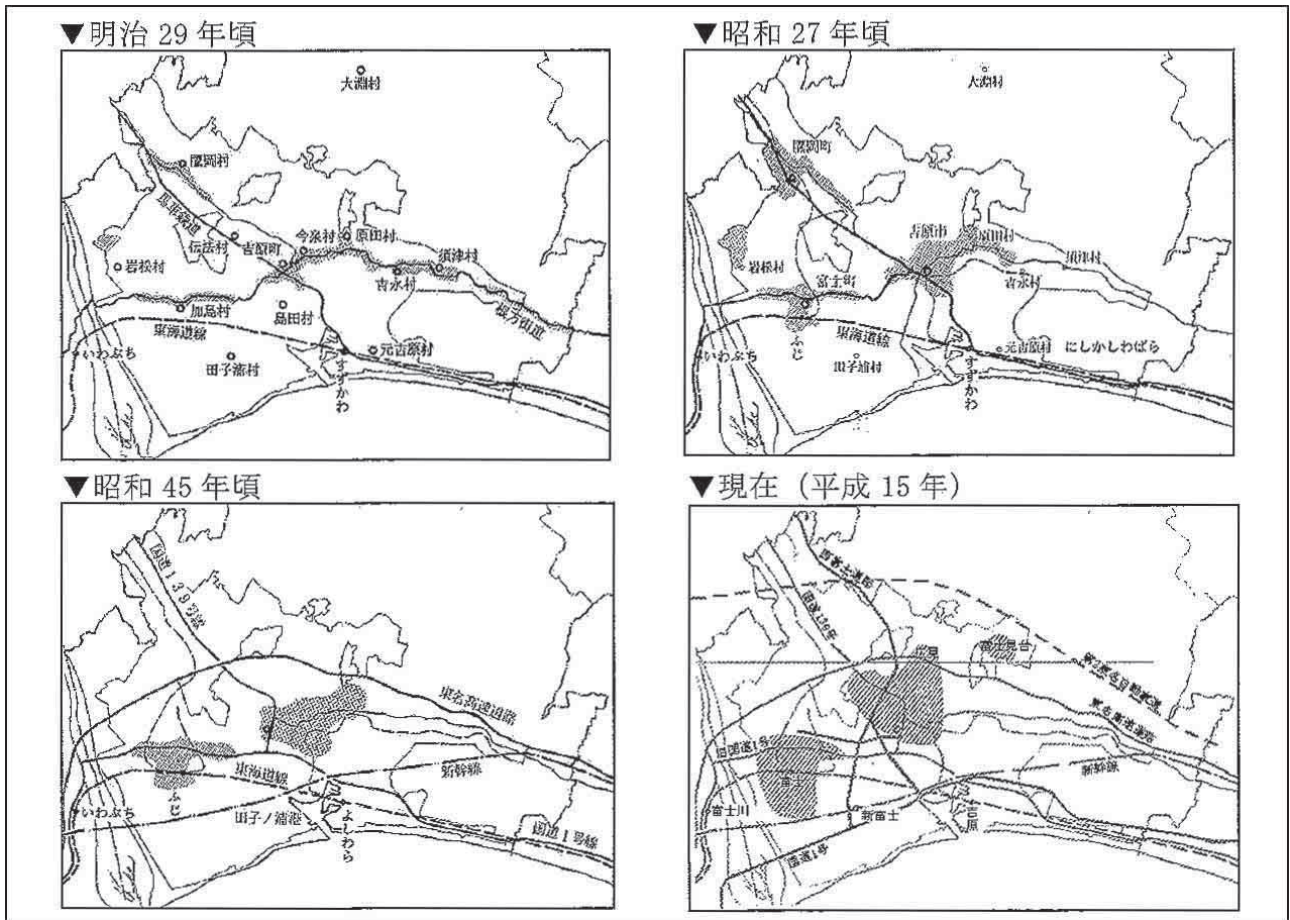 ▼明治 29 年頃
大淵村
鷹岡村
馬車鉄道
伝法村
吉原町
今泉村
原田村
須津村
岩松村
吉永村
加島村
島田村
根方街道
東海道線
元吉原村
いわぶち
田子浦村
すずかわ
▼昭和 27 年頃
大淵村
鷹岡町
吉原市
原田村
須津村
岩松村
富士町
吉永村
東海道線
元吉原村
にしかしわばら
いわぶち
ふじ
田子浦村
すずかわ
▼昭和 45 年頃
国道139号線
東名高速道路
東海道線
新幹線
ふじ
いわぶち
田子ノ浦港
よしわら
国道1号線
▼現在（平成 15 年）
国道139号
富士見台
第2東名自動車道
東名高速道路
旧国道1号
新幹線
富士川
新富士
吉原
国道1号